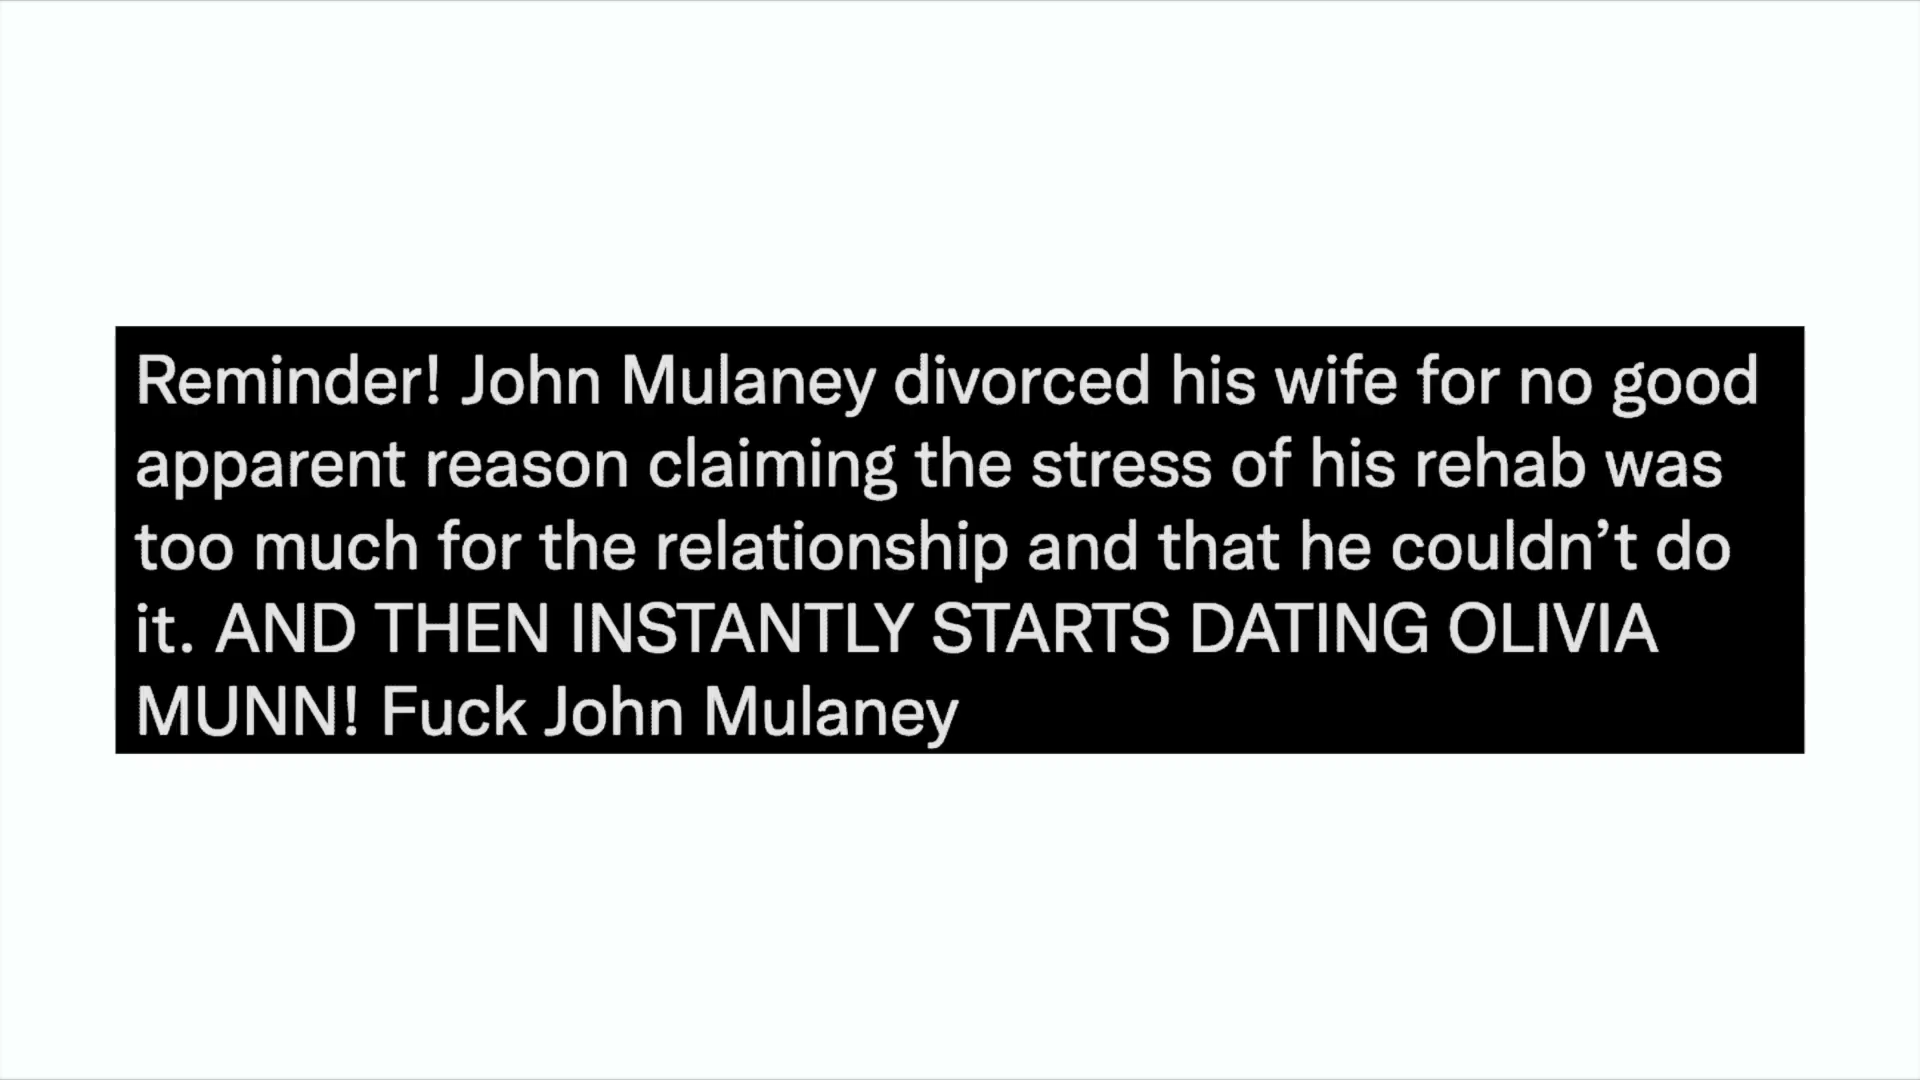 Reminder! John Mulaney divorced his wife for no good
apparent reason claiming the stress of his rehab was
too much for the relationship and that he couldn’t do
it. AND THEN INSTANTLY STARTS DATING OLIVIA
MUNN! Fuck John Mulaney